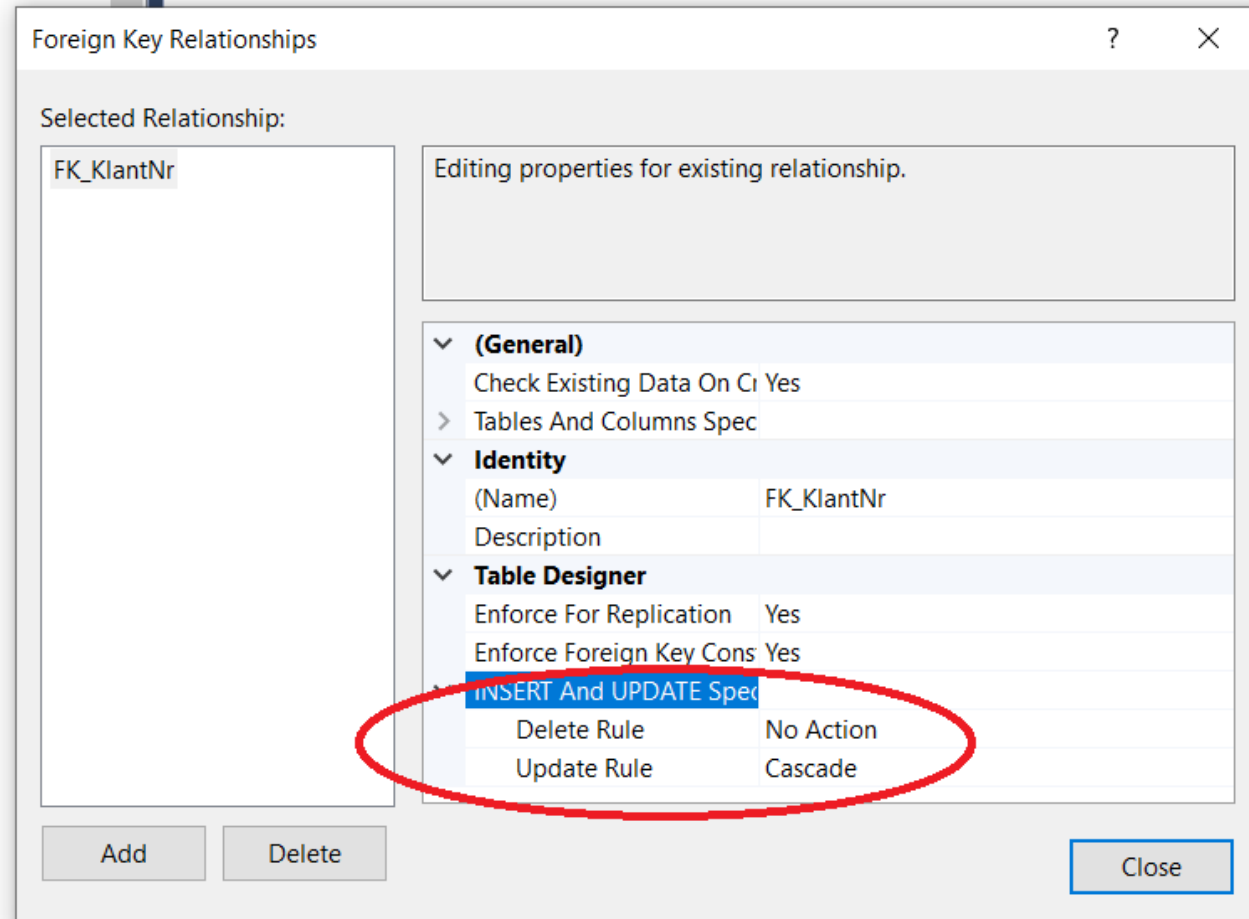 Foreign Key Relationships ?
Selected Relationship:
FK_KlantNr
Editing properties for existing relationship.
(General)
Check Existing Data On Cr Yes
Tables And Columns Spec
Identity
(Name) FK_KlantNr
Description
Table Designer
Enforce For Replication Yes
Enforce Foreign Key Cons Yes
INSERT And UPDATE Spec
Delete Rule No Action
Update Rule Cascade
Add Delete
Close